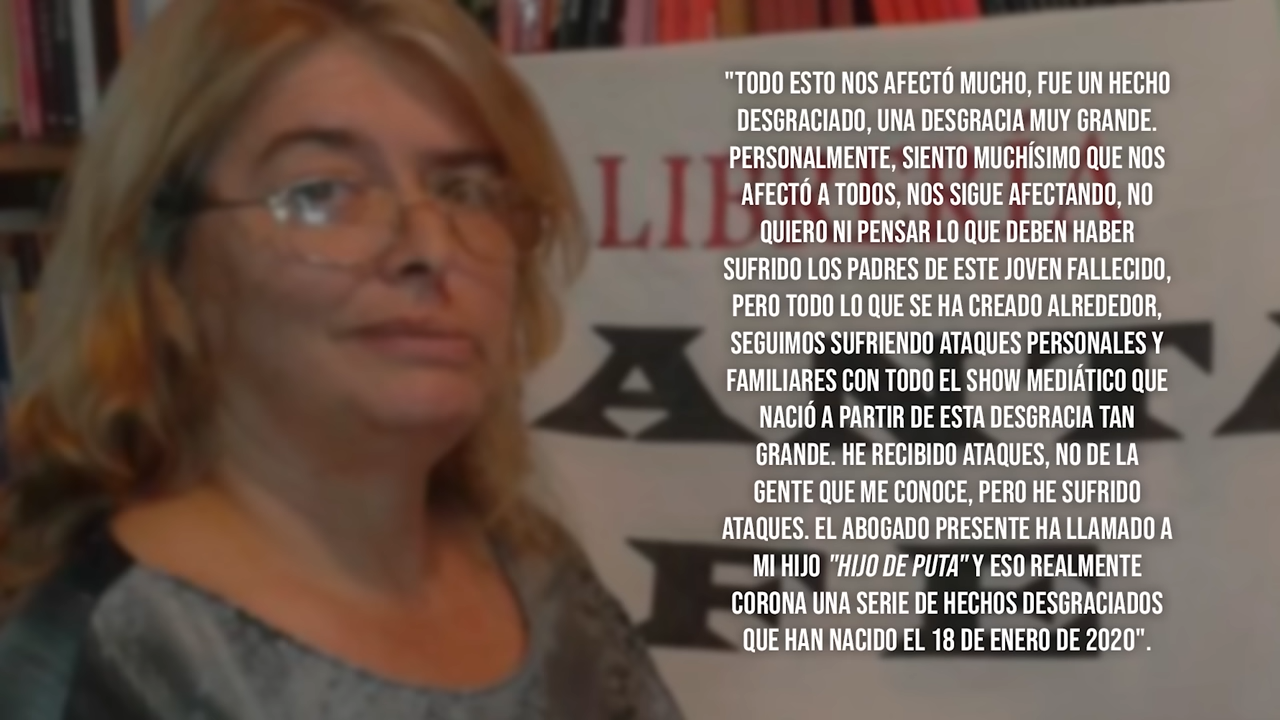 "TODO ESTO NOS AFECTÓ MUCHO, FUE UN HECHO
DESGRACIADO, UNA DESGRACIA MUY GRANDE.
PERSONALMENTE, SIENTO MUCHÍSIMO QUE NOS
AFECTÓ A TODOS, NOS SIGUE AFECTANDO, NO
QUIERO NI PENSAR LO QUE DEBEN HABER
SUFRIDO LOS PADRES DE ESTE JOVEN FALLECIDO,
PERO TODO LO QUE SE HA CREADO ALREDEDOR,
SEGUIMOS SUFRIENDO ATAQUES PERSONALES Y
FAMILIARES CON TODO EL SHOW MEDIÁTICO QUE
NACIÓ A PARTIR DE ESTA DESGRACIA TAN
GRANDE. HE RECIBIDO ATAQUES, NO DE LA
GENTE QUE ME CONOCE, PERO HE SUFRIDO
ATAQUES. EL ABOGADO PRESENTE HA LLAMADO A
MI HIJO "HIJO DE PUTA" Y ESO REALMENTE
CORONA UNA SERIE DE HECHOS DESGRACIADOS
QUE HAN NACIDO EL 18 DE ENERO DE 2020".